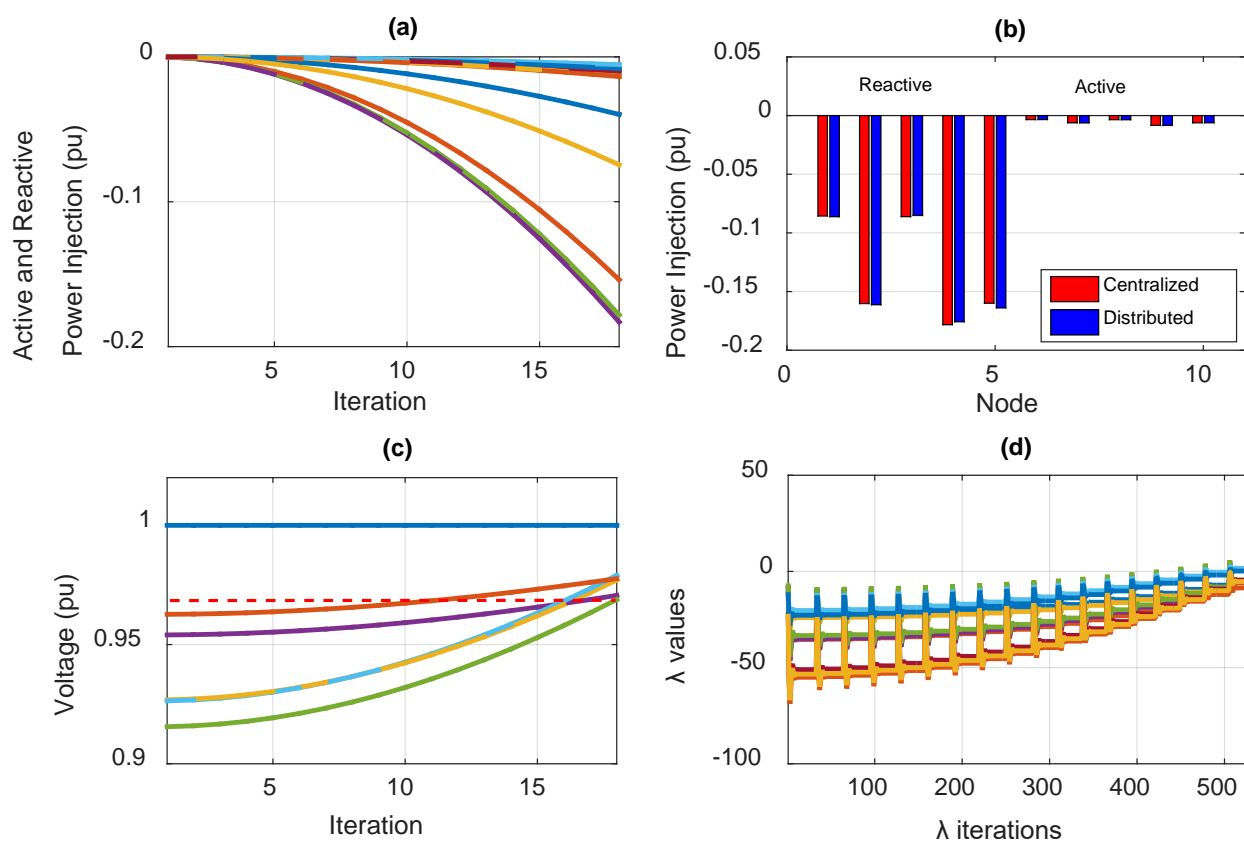 (a)
0
-0.1
-0.2
5
10
15
Iteration
Active and Reactive
Power Injection (pu)
(b)
0.05
0
-0.05
-0.1
-0.15
-0.2
0
5
10
Node
Power Injection (pu)
Reactive
Active
Centralized
Distributed
(c)
1
0.95
0.9
5
10
15
Iteration
Voltage (pu)
(d)
50
0
-50
-100
100
200
300
400
500
λ iterations
λ values